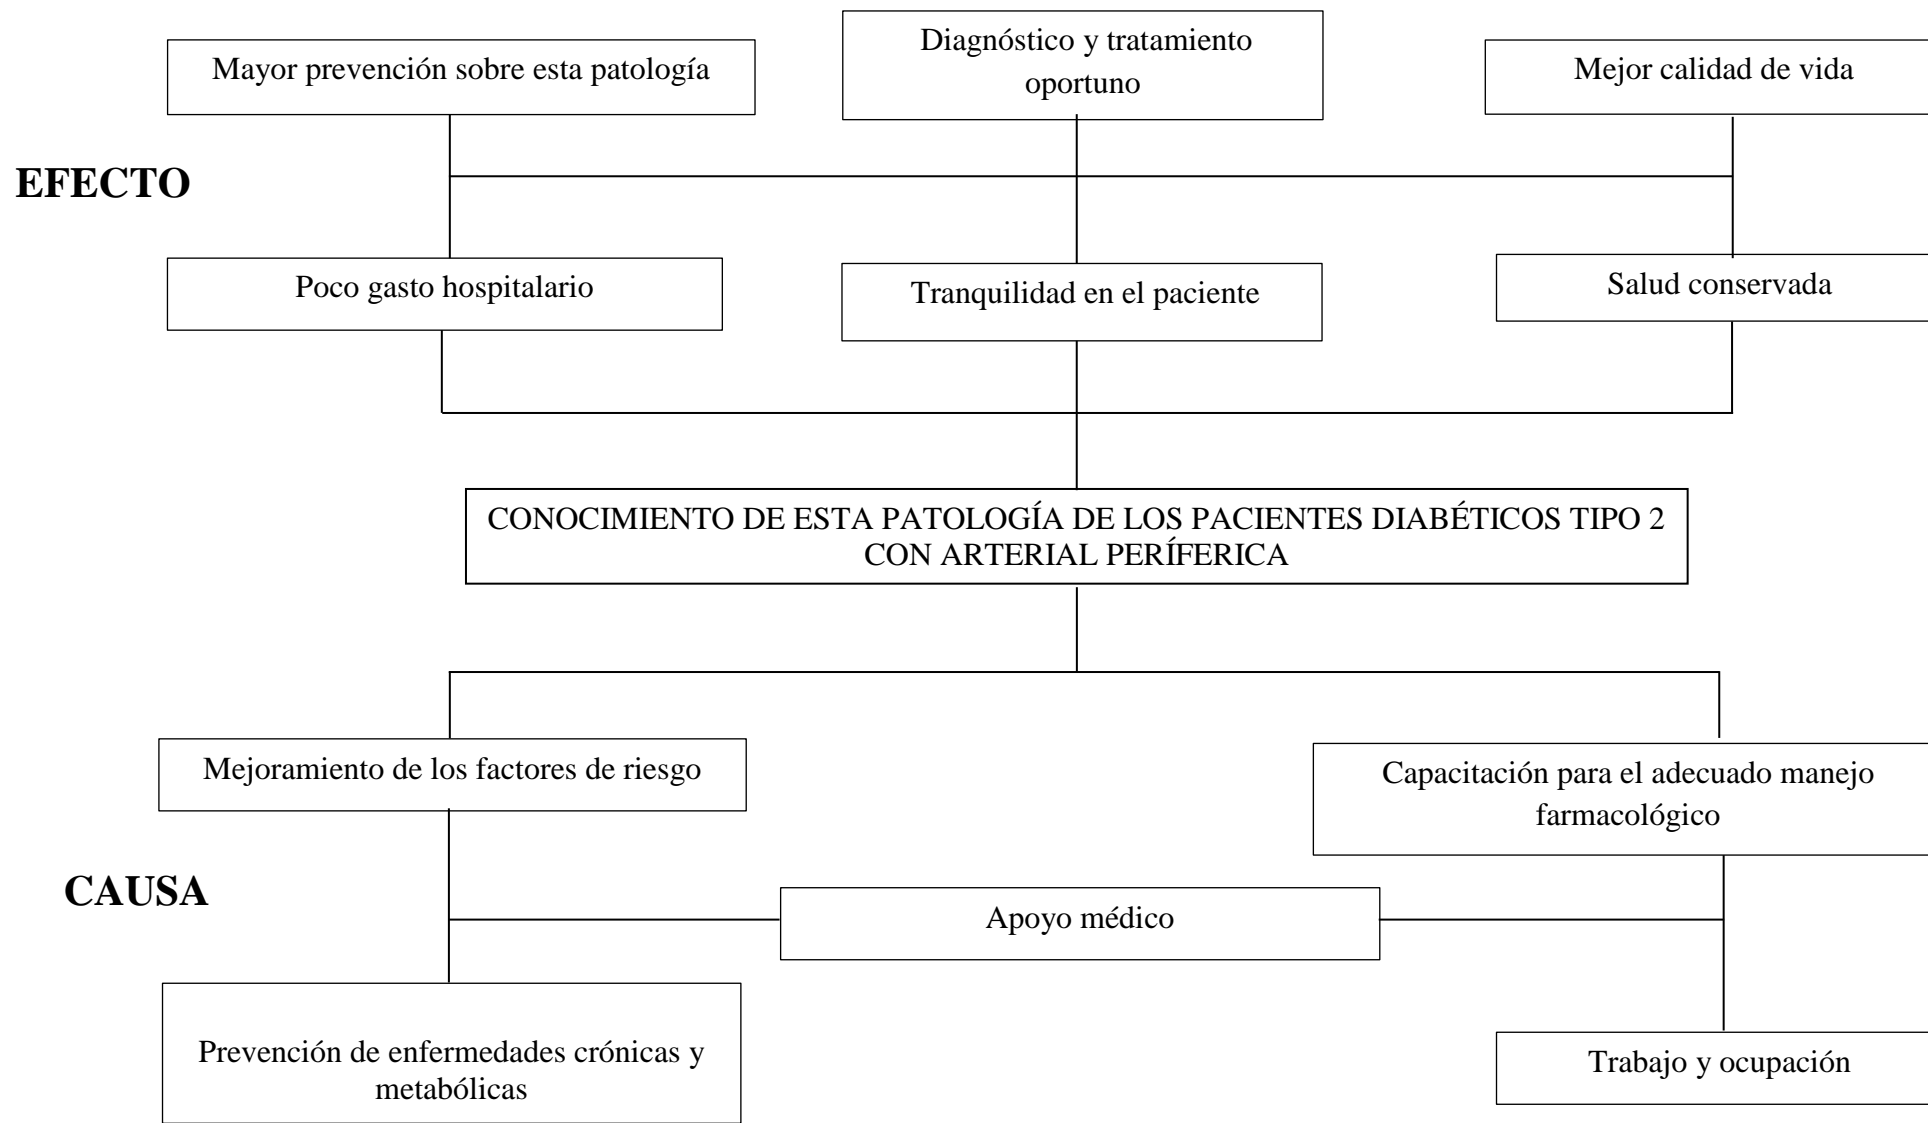 Mayor prevención sobre esta patología
Diagnóstico y tratamiento
oportuno
Mejor calidad de vida
EFECTO
Poco gasto hospitalario
Tranquilidad en el paciente
Salud conservada
CONOCIMIENTO DE ESTA PATOLOGÍA DE LOS PACIENTES DIABÉTICOS TIPO 2
CON ARTERIAL PERÍFERICA
Mejoramiento de los factores de riesgo
Capacitación para el adecuado manejo
farmacológico
CAUSA
Apoyo médico
Prevención de enfermedades crónicas y
metabólicas
Trabajo y ocupación